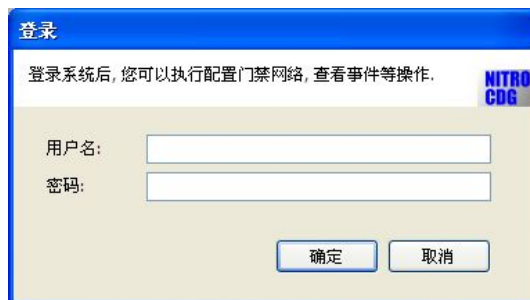 登录
登录系统后, 您可以执行配置门禁网络, 查看事件等操作.
NITRO
CDG
用户名:
密码:
确定
取消